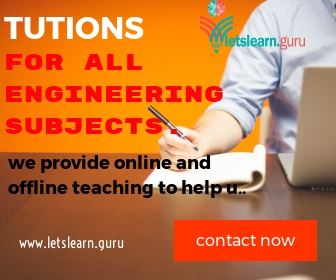 TUTIONS
letslearn.guru
FOR ALL
ENGINEERING
SUBJECTS.
we provide online and
offline teaching to help u..
www.letslearn.guru
contact now